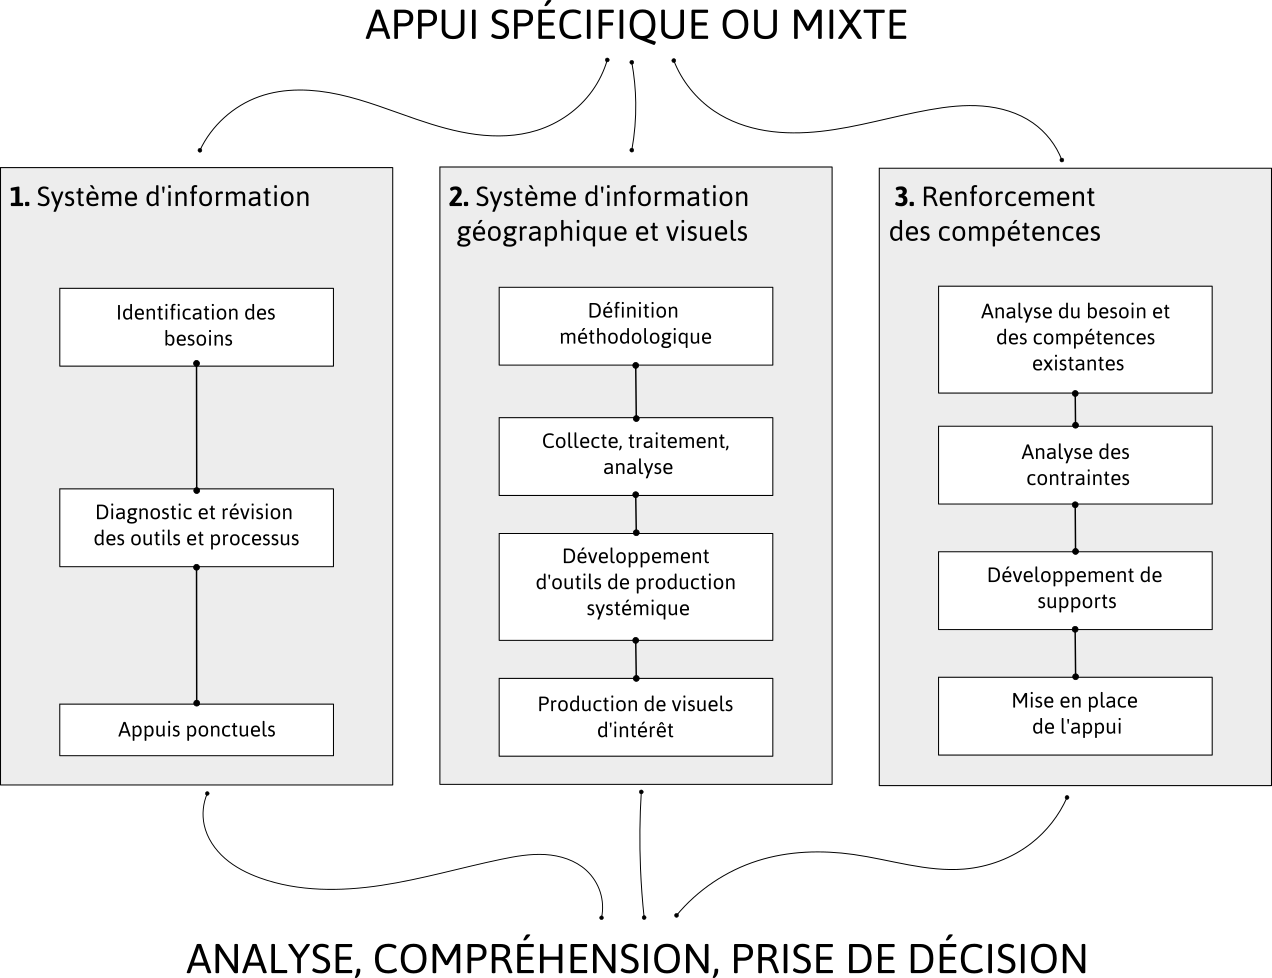 APPUI SPÉCIFIQUE OU MIXTE
1. Système d'information
Identification des
besoins
Diagnostic et révision
des outils et processus
Appuis ponctuels
2. Système d'information
géographique et visuels
Définition
méthodologique
Collecte, traitement,
analyse
Développement
d'outils de production
systémique
Production de visuels
d'intérêt
3. Renforcement
des compétences
Analyse du besoin et
des compétences
existantes
Analyse des
contraintes
Développement de
supports
Mise en place
de l'appui
ANALYSE, COMPRÉHENSION, PRISE DE DÉCISION